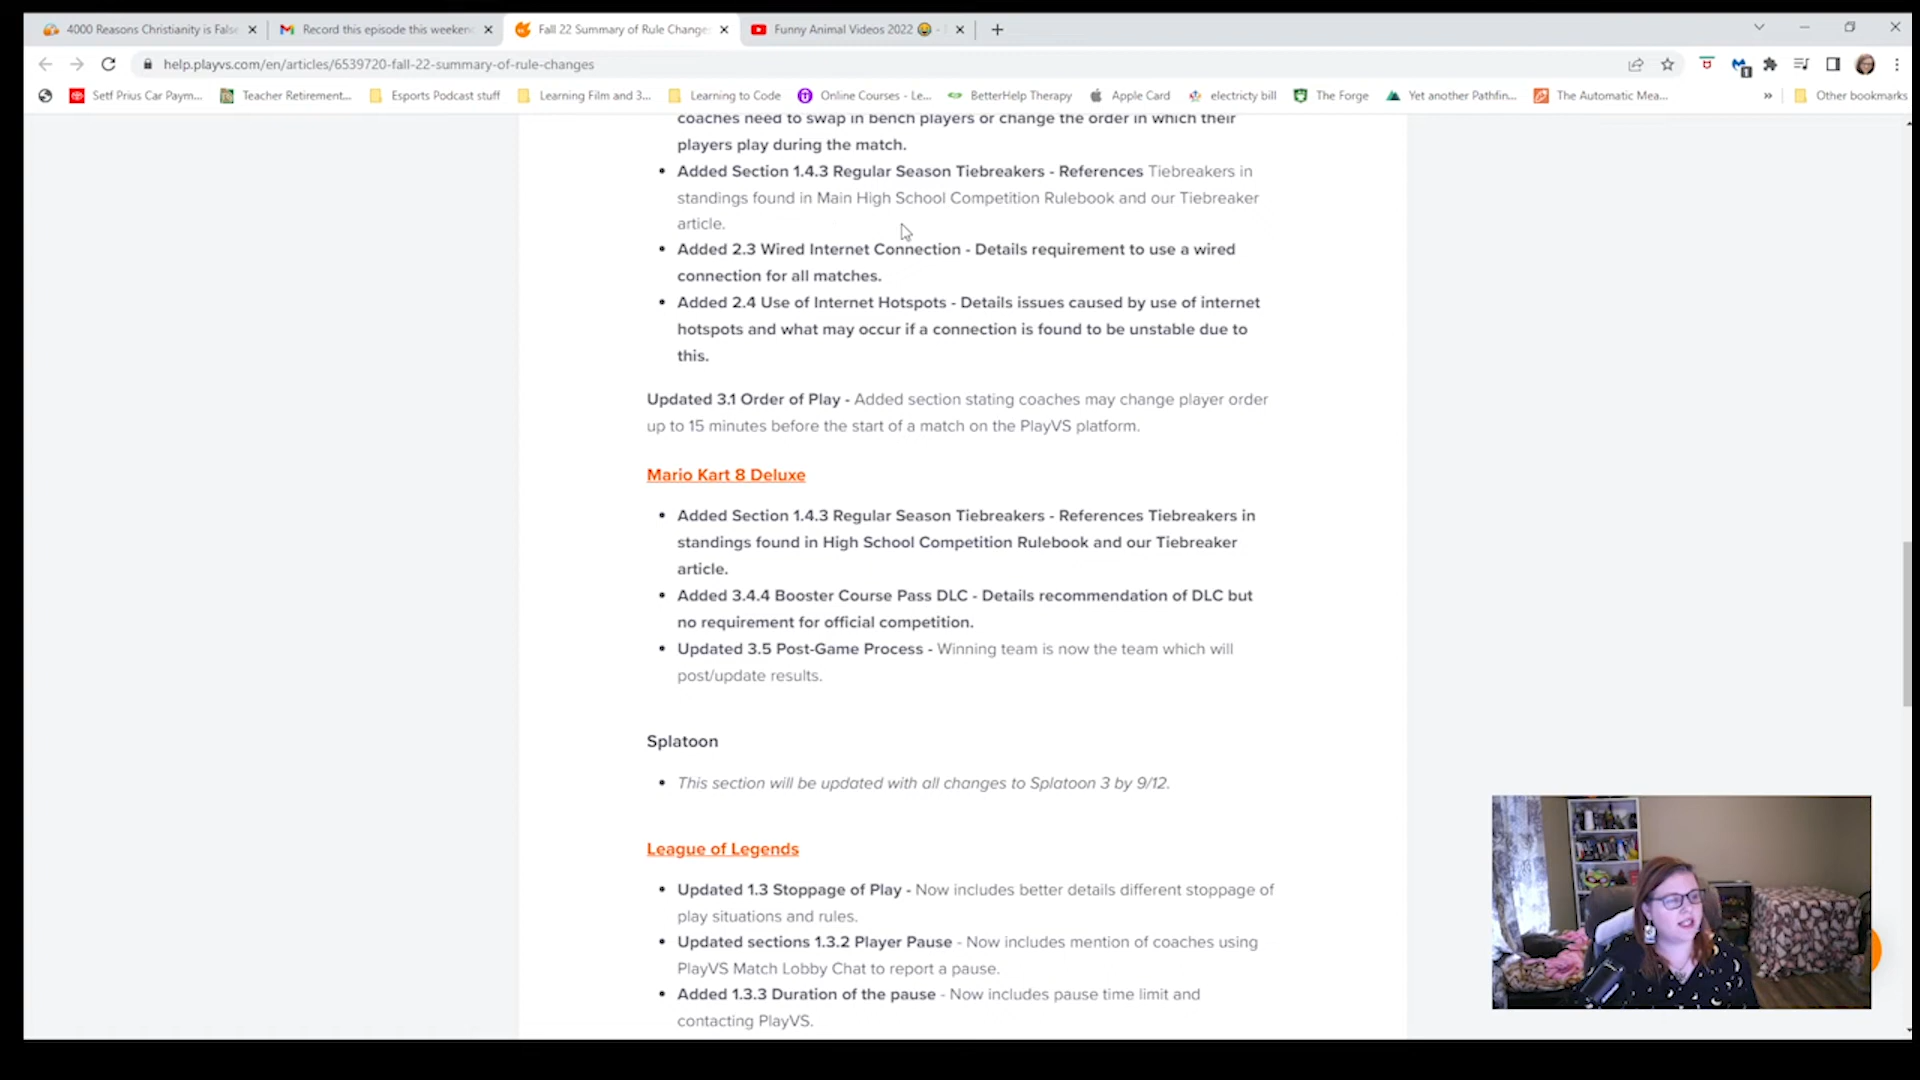 4000 Reasons Christianity is False
Record this episode this weekend
Fall 22 Summary of Rule Changes
Funny Animal Videos 2022 😂 -
help.playvs.com/en/articles/6539720-fall-22-summary-of-rule-changes
Setf Prius Car Paym...
Teacher Retirement...
Esports Podcast stuff
Learning Film and 3...
Learning to Code
Online Courses - Le...
BetterHelp Therapy
Apple Card
electricty bill
The Forge
Yet another Pathfin...
The Automatic Mea...
» Other bookmarks
coaches need to swap in bench players or change the order in which their
players play during the match.
• Added Section 1.4.3 Regular Season Tiebreakers - References Tiebreakers in
standings found in Main High School Competition Rulebook and our Tiebreaker
article.
• Added 2.3 Wired Internet Connection - Details requirement to use a wired
connection for all matches.
• Added 2.4 Use of Internet Hotspots - Details issues caused by use of internet
hotspots and what may occur if a connection is found to be unstable due to
this.
Updated 3.1 Order of Play - Added section stating coaches may change player order
up to 15 minutes before the start of a match on the PlayVS platform.
Mario Kart 8 Deluxe
• Added Section 1.4.3 Regular Season Tiebreakers - References Tiebreakers in
standings found in High School Competition Rulebook and our Tiebreaker
article.
• Added 3.4.4 Booster Course Pass DLC - Details recommendation of DLC but
no requirement for official competition.
• Updated 3.5 Post-Game Process - Winning team is now the team which will
post/update results.
Splatoon
• This section will be updated with all changes to Splatoon 3 by 9/12.
League of Legends
• Updated 1.3 Stoppage of Play - Now includes better details different stoppage of
play situations and rules.
• Updated sections 1.3.2 Player Pause - Now includes mention of coaches using
PlayVS Match Lobby Chat to report a pause.
• Added 1.3.3 Duration of the pause - Now includes pause time limit and
contacting PlayVS.